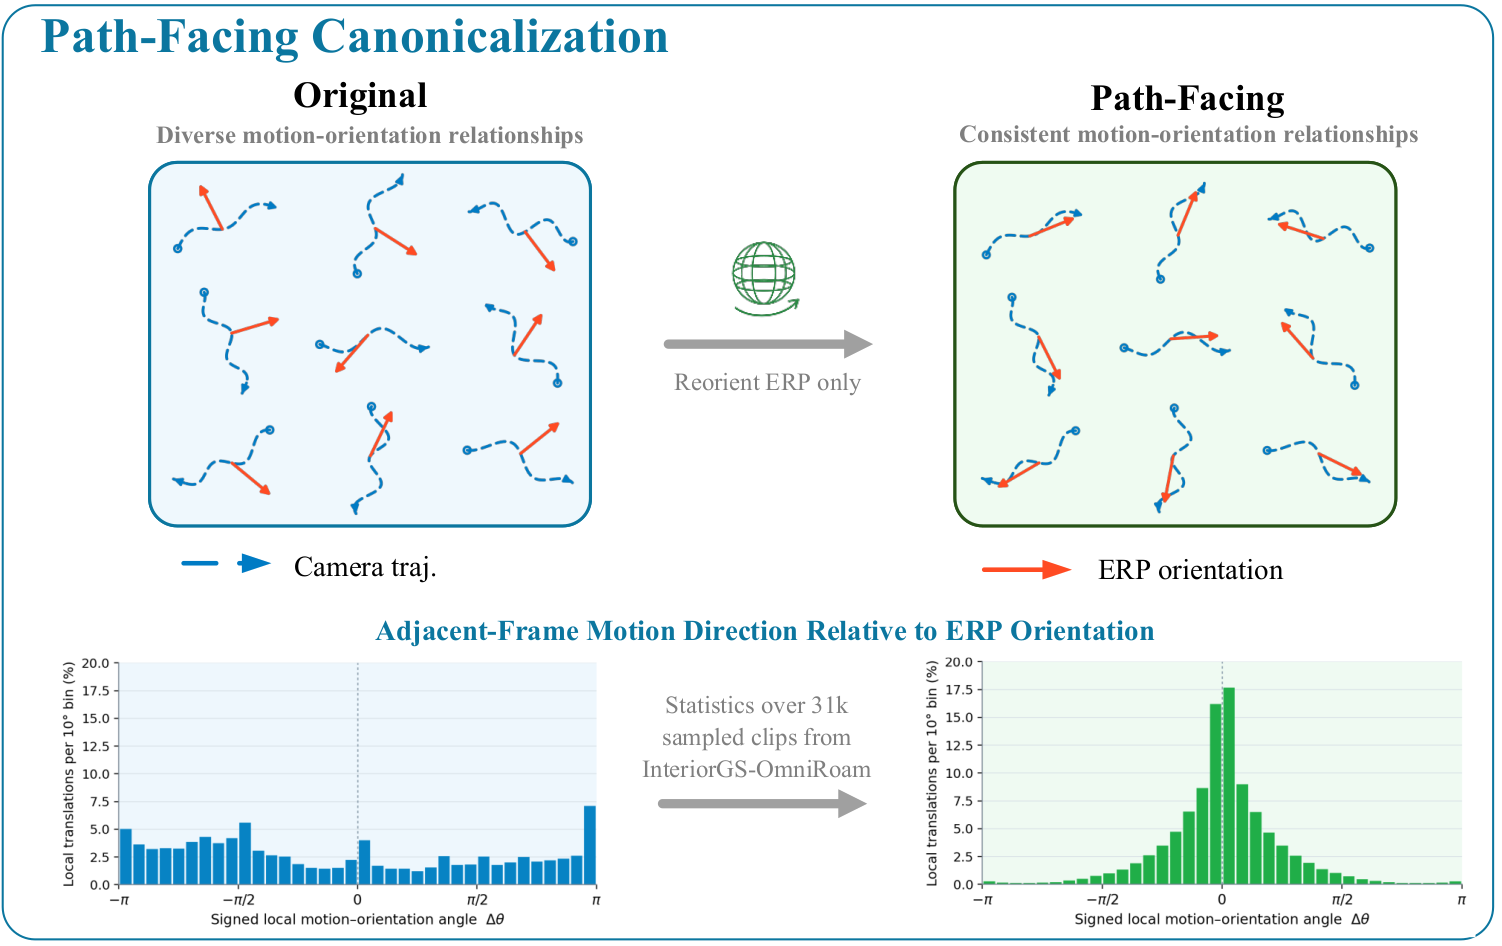 Path-Facing Canonicalization
Original
Diverse motion-orientation relationships
Path-Facing
Consistent motion-orientation relationships
Reorient ERP only
Camera traj.
ERP orientation
Adjacent-Frame Motion Direction Relative to ERP Orientation
Local translations per 10° bin (%)
20.0
17.5
15.0
12.5
10.0
7.5
5.0
2.5
0.0
−π
−π/2
0
π/2
π
Signed local motion–orientation angle Δθ
Statistics over 31k
sampled clips from
InteriorGS-OmniRoam
Local translations per 10° bin (%)
20.0
17.5
15.0
12.5
10.0
7.5
5.0
2.5
0.0
−π
−π/2
0
π/2
π
Signed local motion–orientation angle Δθ